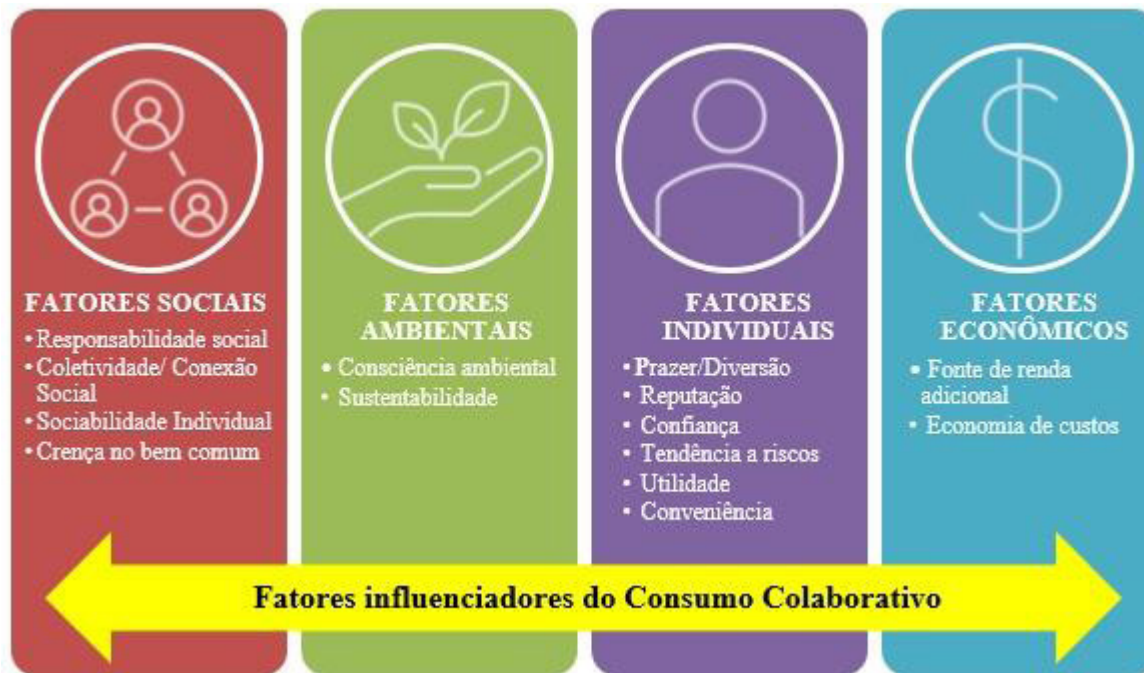 FATORES SOCIAIS
•Responsabilidade social
•Coletividade/ Conexão
Social
•Sociabilidade Individual
•Crença no bem comum
FATORES
AMBIENTAIS
• Consciência ambiental
• Sustentabilidade
FATORES
INDIVIDUAIS
•Prazer/Diversão
• Reputação
• Confiança
• Tendência a riscos
• Utilidade
• Conveniência
FATORES
ECONÔMICOS
• Fonte de renda
adicional
• Economia de custos
Fatores influenciadores do Consumo Colaborativo